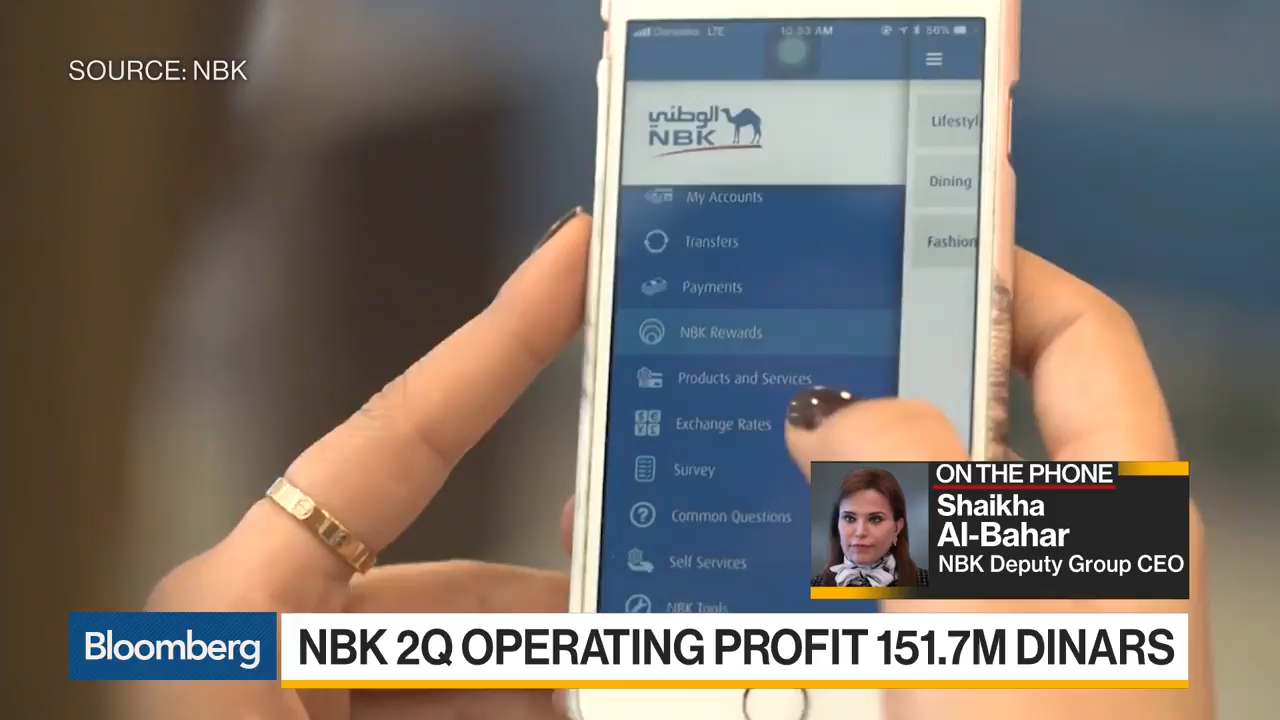 SOURCE: NBK
LTE
10:33 AM
56%
الوطني
NBK
My Accounts
Transfers
Payments
NBK Rewards
Products and Services
Exchange Rates
Survey
Common Questions
Self Services
NBK Tools
Dining
Fashion
ON THE PHONE
Shaikha
Al-Bahar
NBK Deputy Group CEO
Bloomberg
NBK 2Q OPERATING PROFIT 151.7M DINARS